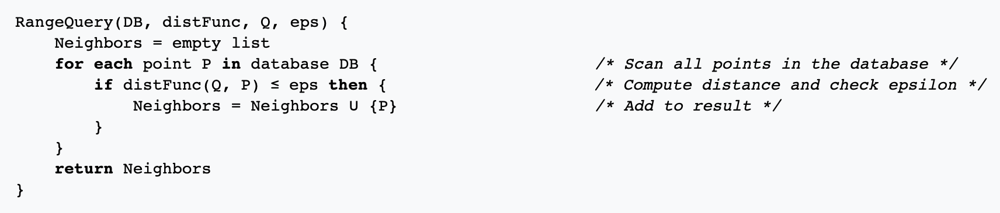 RangeQuery(DB, distFunc, Q, eps) {
    Neighbors = empty list
    for each point P in database DB {                      /* Scan all points in the database */
        if distFunc(Q, P) ≤ eps then {                     /* Compute distance and check epsilon */
            Neighbors = Neighbors ∪ {P}                    /* Add to result */
        }
    }
    return Neighbors
}